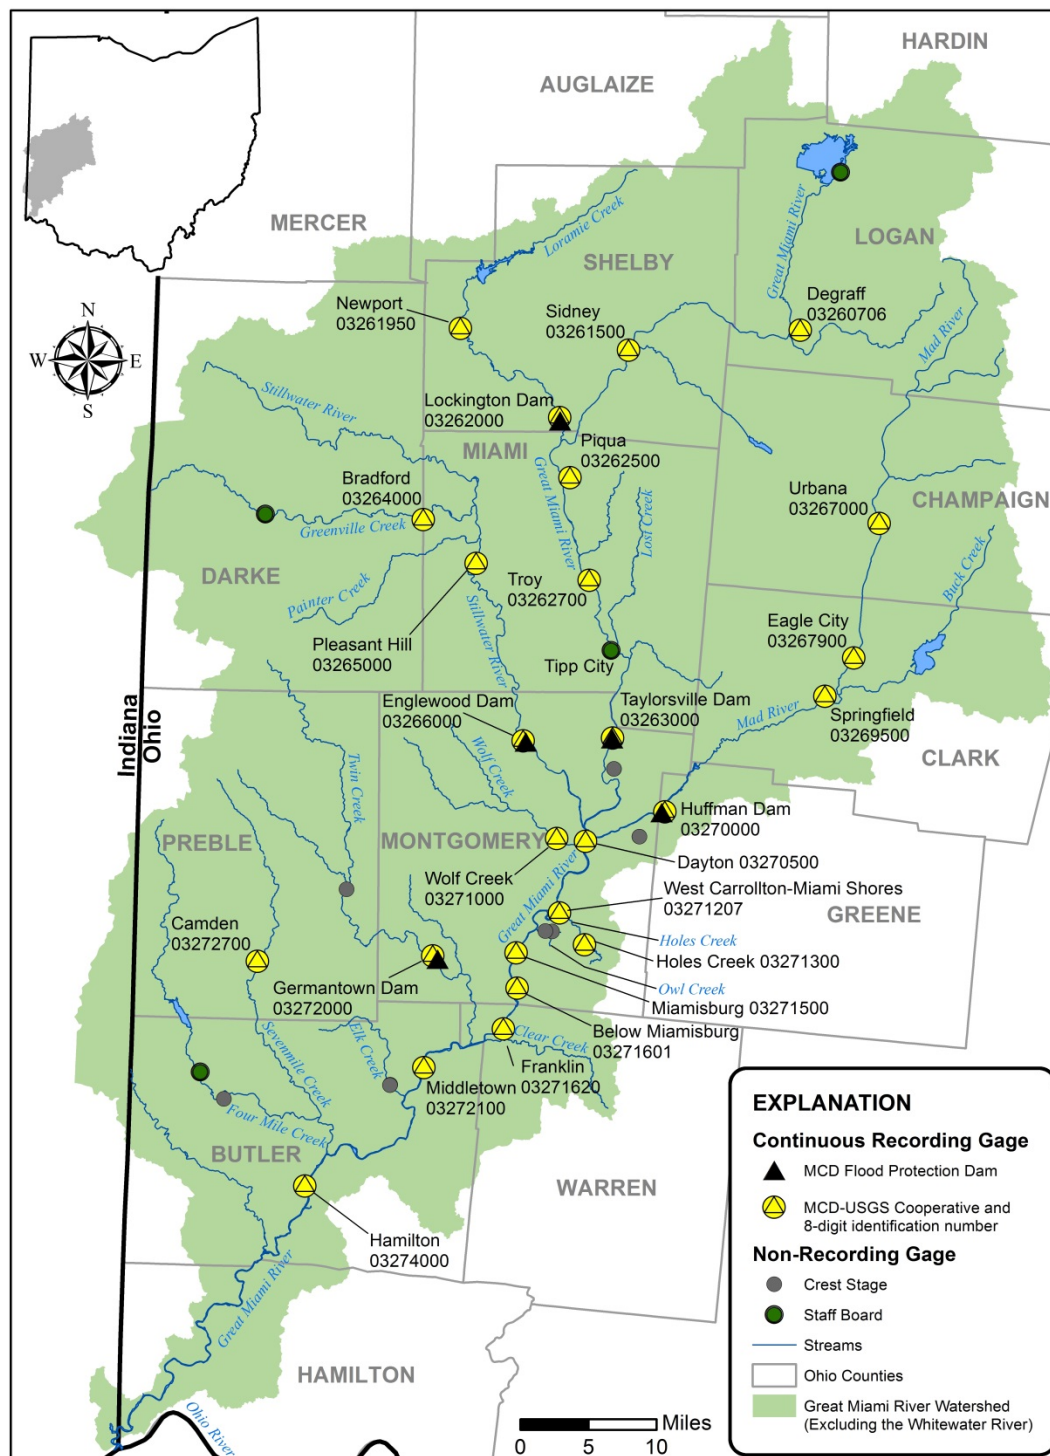 HARDIN
AUGLAIZE
MERCER
Loramie Creek
SHELBY
Great Miami River
LOGAN
Newport
03261950
Sidney
03261500
Degraff
03260706
Mad River
N
W
E
S
Stillwater River
Lockington Dam
03262000
MIAMI
Piqua
03262500
Bradford
03264000
Greenville Creek
Great Miami River
Lost Creek
Urbana
03267000
CHAMPAIGN
DARKE
Painter Creek
Troy
03262700
Buck Creek
Pleasant Hill
03265000
Stillwater River
Tipp City
Eagle City
03267900
Indiana
Ohio
Englewood Dam
03266000
Taylorsville Dam
03263000
Mad River
Springfield
03269500
CLARK
Twin Creek
Wolf Creek
PREBLE
MONTGOMERY
Huffman Dam
03270000
Dayton 03270500
Wolf Creek
03271000
Great Miami River
West Carrollton-Miami Shores
03271207
GREENE
Camden
03272700
Holes Creek
Holes Creek 03271300
Germantown Dam
03272000
Owl Creek
Miamisburg 03271500
Below Miamisburg
03271601
Sevenmile Creek
Elk Creek
Clear Creek
Franklin
03271620
Middletown
03272100
Four Mile Creek
BUTLER
WARREN
Hamilton
03274000
Great Miami River
HAMILTON
Ohio River
EXPLANATION
Continuous Recording Gage
MCD Flood Protection Dam
MCD-USGS Cooperative and
8-digit identification number
Non-Recording Gage
Crest Stage
Staff Board
Streams
Ohio Counties
Great Miami River Watershed
(Excluding the Whitewater River)
Miles
0 5 10